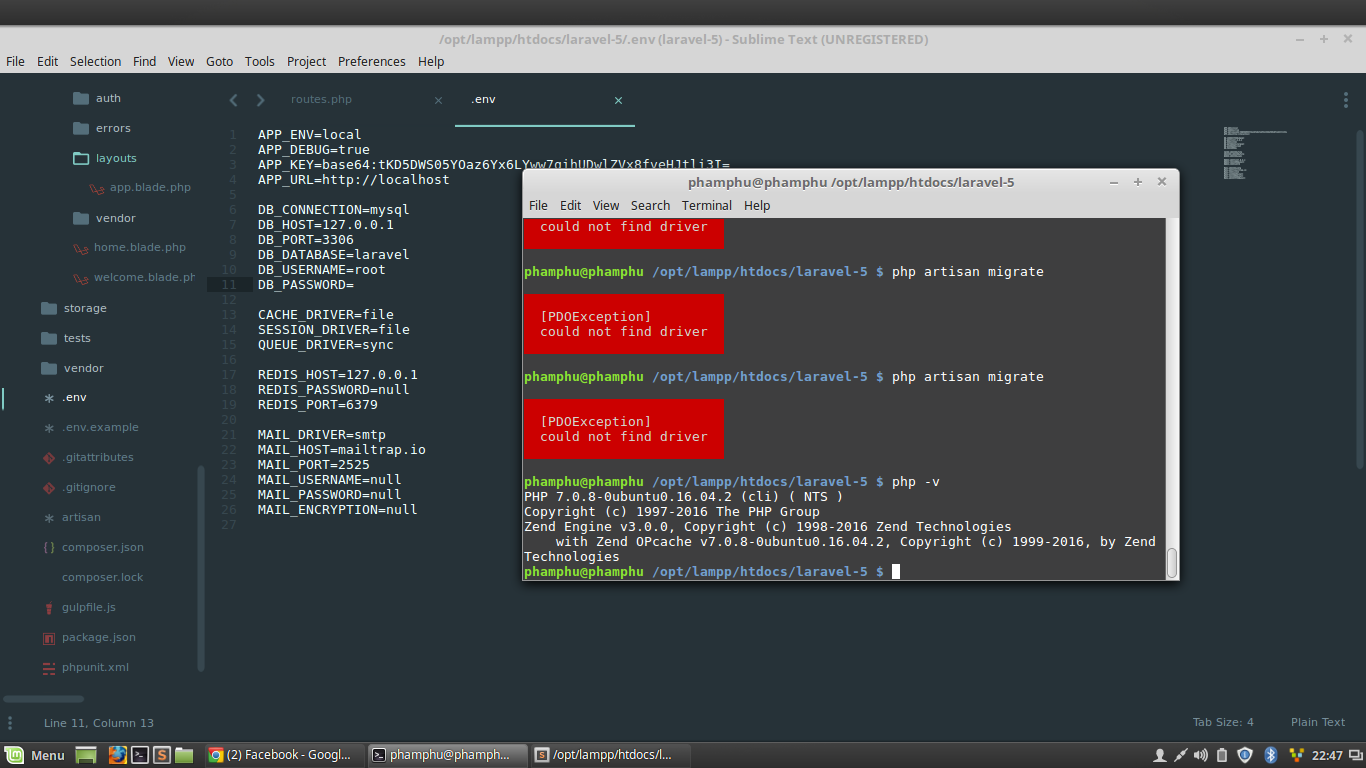 /opt/lampp/htdocs/laravel-5/.env (laravel-5) - Sublime Text (UNREGISTERED)
File Edit Selection Find View Goto Tools Project Preferences Help
auth
errors
layouts
app.blade.php
vendor
home.blade.php
welcome.blade.ph
storage
tests
vendor
.env
.env.example
.gitattributes
.gitignore
artisan
composer.json
composer.lock
gulpfile.js
package.json
phpunit.xml
routes.php
.env
1 APP_ENV=local
2 APP_DEBUG=true
3
4 APP_URL=http://localhost
5
6 DB_CONNECTION=mysql
7 DB_HOST=127.0.0.1
8 DB_PORT=3306
9 DB_DATABASE=laravel
10 DB_USERNAME=root
11 DB_PASSWORD=
12
13 CACHE_DRIVER=file
14 SESSION_DRIVER=file
15 QUEUE_DRIVER=sync
16
17 REDIS_HOST=127.0.0.1
18 REDIS_PASSWORD=null
19 REDIS_PORT=6379
20
21 MAIL_DRIVER=smtp
22 MAIL_HOST=mailtrap.io
23 MAIL_PORT=2525
24 MAIL_USERNAME=null
25 MAIL_PASSWORD=null
26 MAIL_ENCRYPTION=null
27
phamphu@phamphu /opt/lampp/htdocs/laravel-5
File Edit View Search Terminal Help
could not find driver
phamphu@phamphu /opt/lampp/htdocs/laravel-5 $ php artisan migrate
[PDOException]
could not find driver
phamphu@phamphu /opt/lampp/htdocs/laravel-5 $ php artisan migrate
[PDOException]
could not find driver
phamphu@phamphu /opt/lampp/htdocs/laravel-5 $ php -v
PHP 7.0.8-0ubuntu0.16.04.2 (cli) ( NTS )
Copyright (c) 1997-2016 The PHP Group
Zend Engine v3.0.0, Copyright (c) 1998-2016 Zend Technologies
with Zend OPcache v7.0.8-0ubuntu0.16.04.2, Copyright (c) 1999-2016, by Zend
Technologies
phamphu@phamphu /opt/lampp/htdocs/laravel-5 $
Line 11, Column 13
Tab Size: 4 Plain Text
Menu (2) Facebook - Googl... phamphu@phamph... /opt/lampp/htdocs/l... 22:47